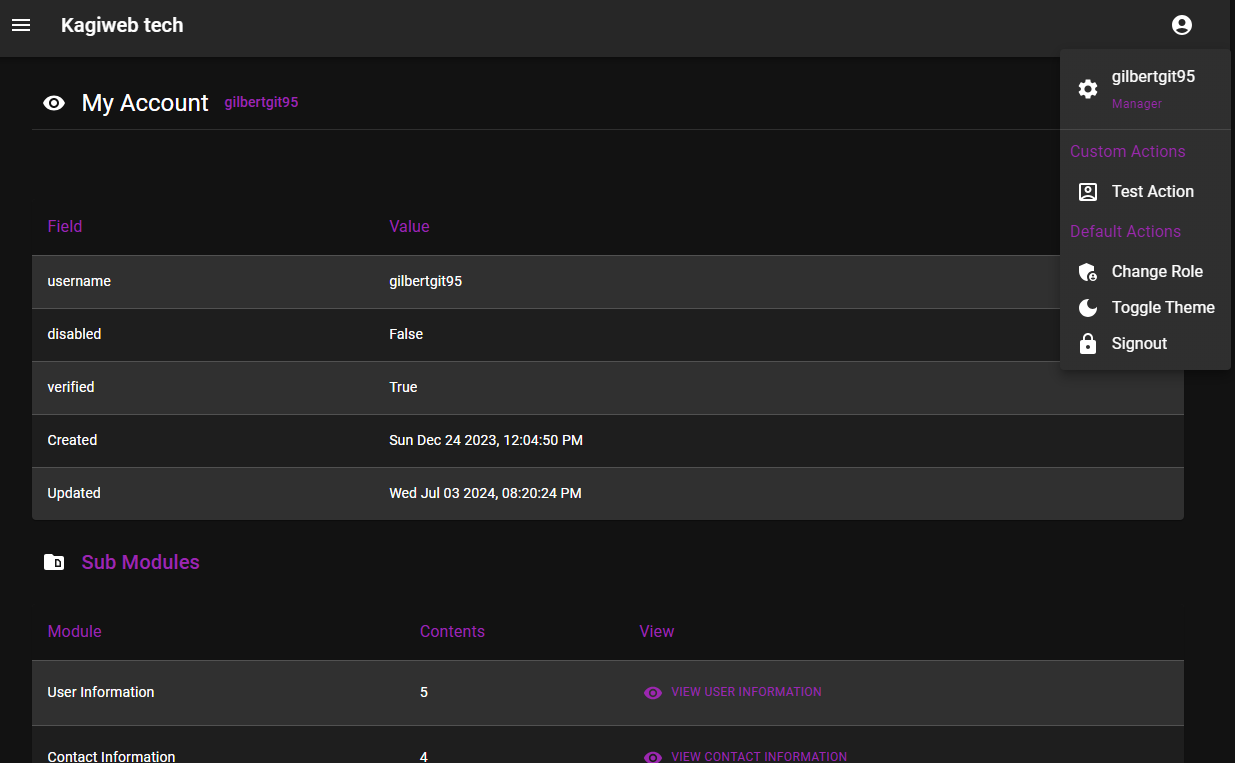 Kagiweb tech
My Account gilbertgit95
gilbertgit95
Manager
Custom Actions
Test Action
Default Actions
Change Role
Toggle Theme
Signout
Field Value
username gilbertgit95
disabled False
verified True
Created Sun Dec 24 2023, 12:04:50 PM
Updated Wed Jul 03 2024, 08:20:24 PM
Sub Modules
Module Contents View
User Information 5 VIEW USER INFORMATION
Contact Information 4 VIEW CONTACT INFORMATION